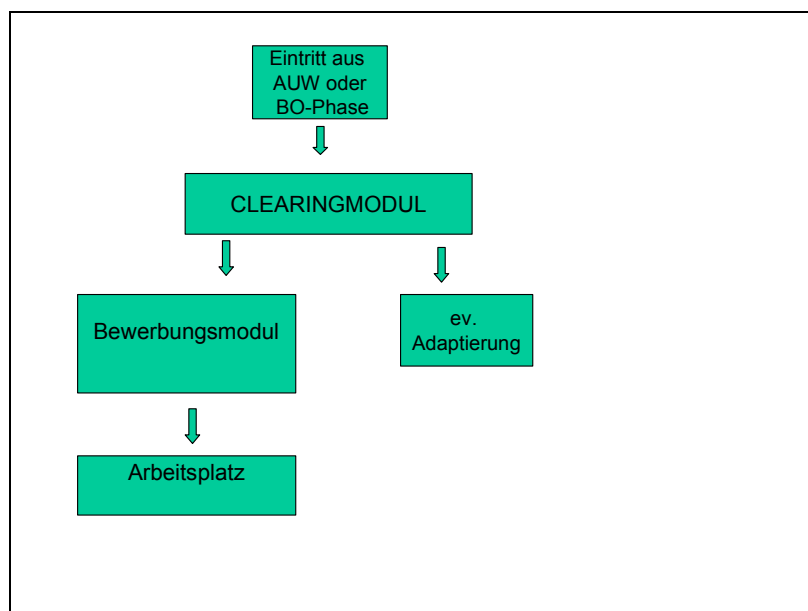 Eintritt aus
AUW oder
BO-Phase
CLEARINGMODUL
Bewerbungsmodul
ev.
Adaptierung
Arbeitsplatz